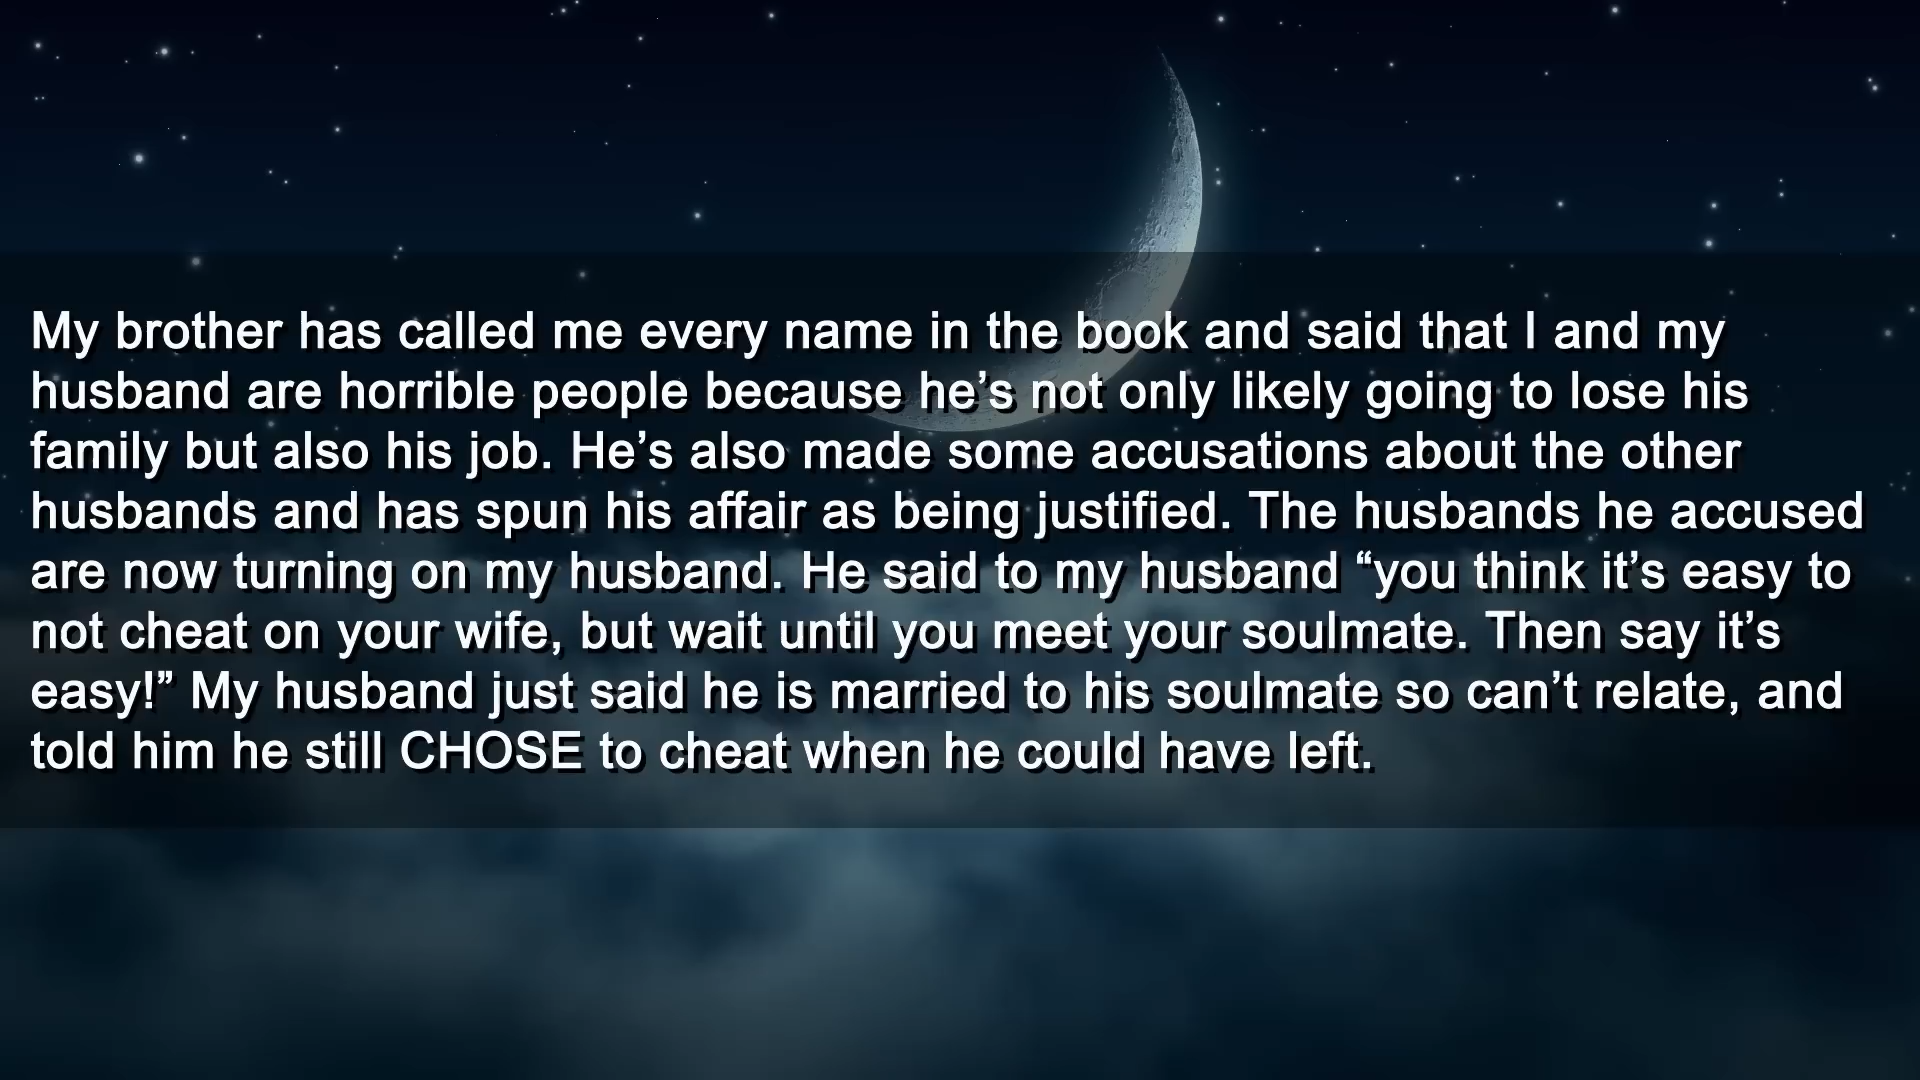 My brother has called me every name in the book and said that I and my
husband are horrible people because he’s not only likely going to lose his
family but also his job. He’s also made some accusations about the other
husbands and has spun his affair as being justified. The husbands he accused
are now turning on my husband. He said to my husband “you think it’s easy to
not cheat on your wife, but wait until you meet your soulmate. Then say it’s
easy!” My husband just said he is married to his soulmate so can’t relate, and
told him he still CHOSE to cheat when he could have left.